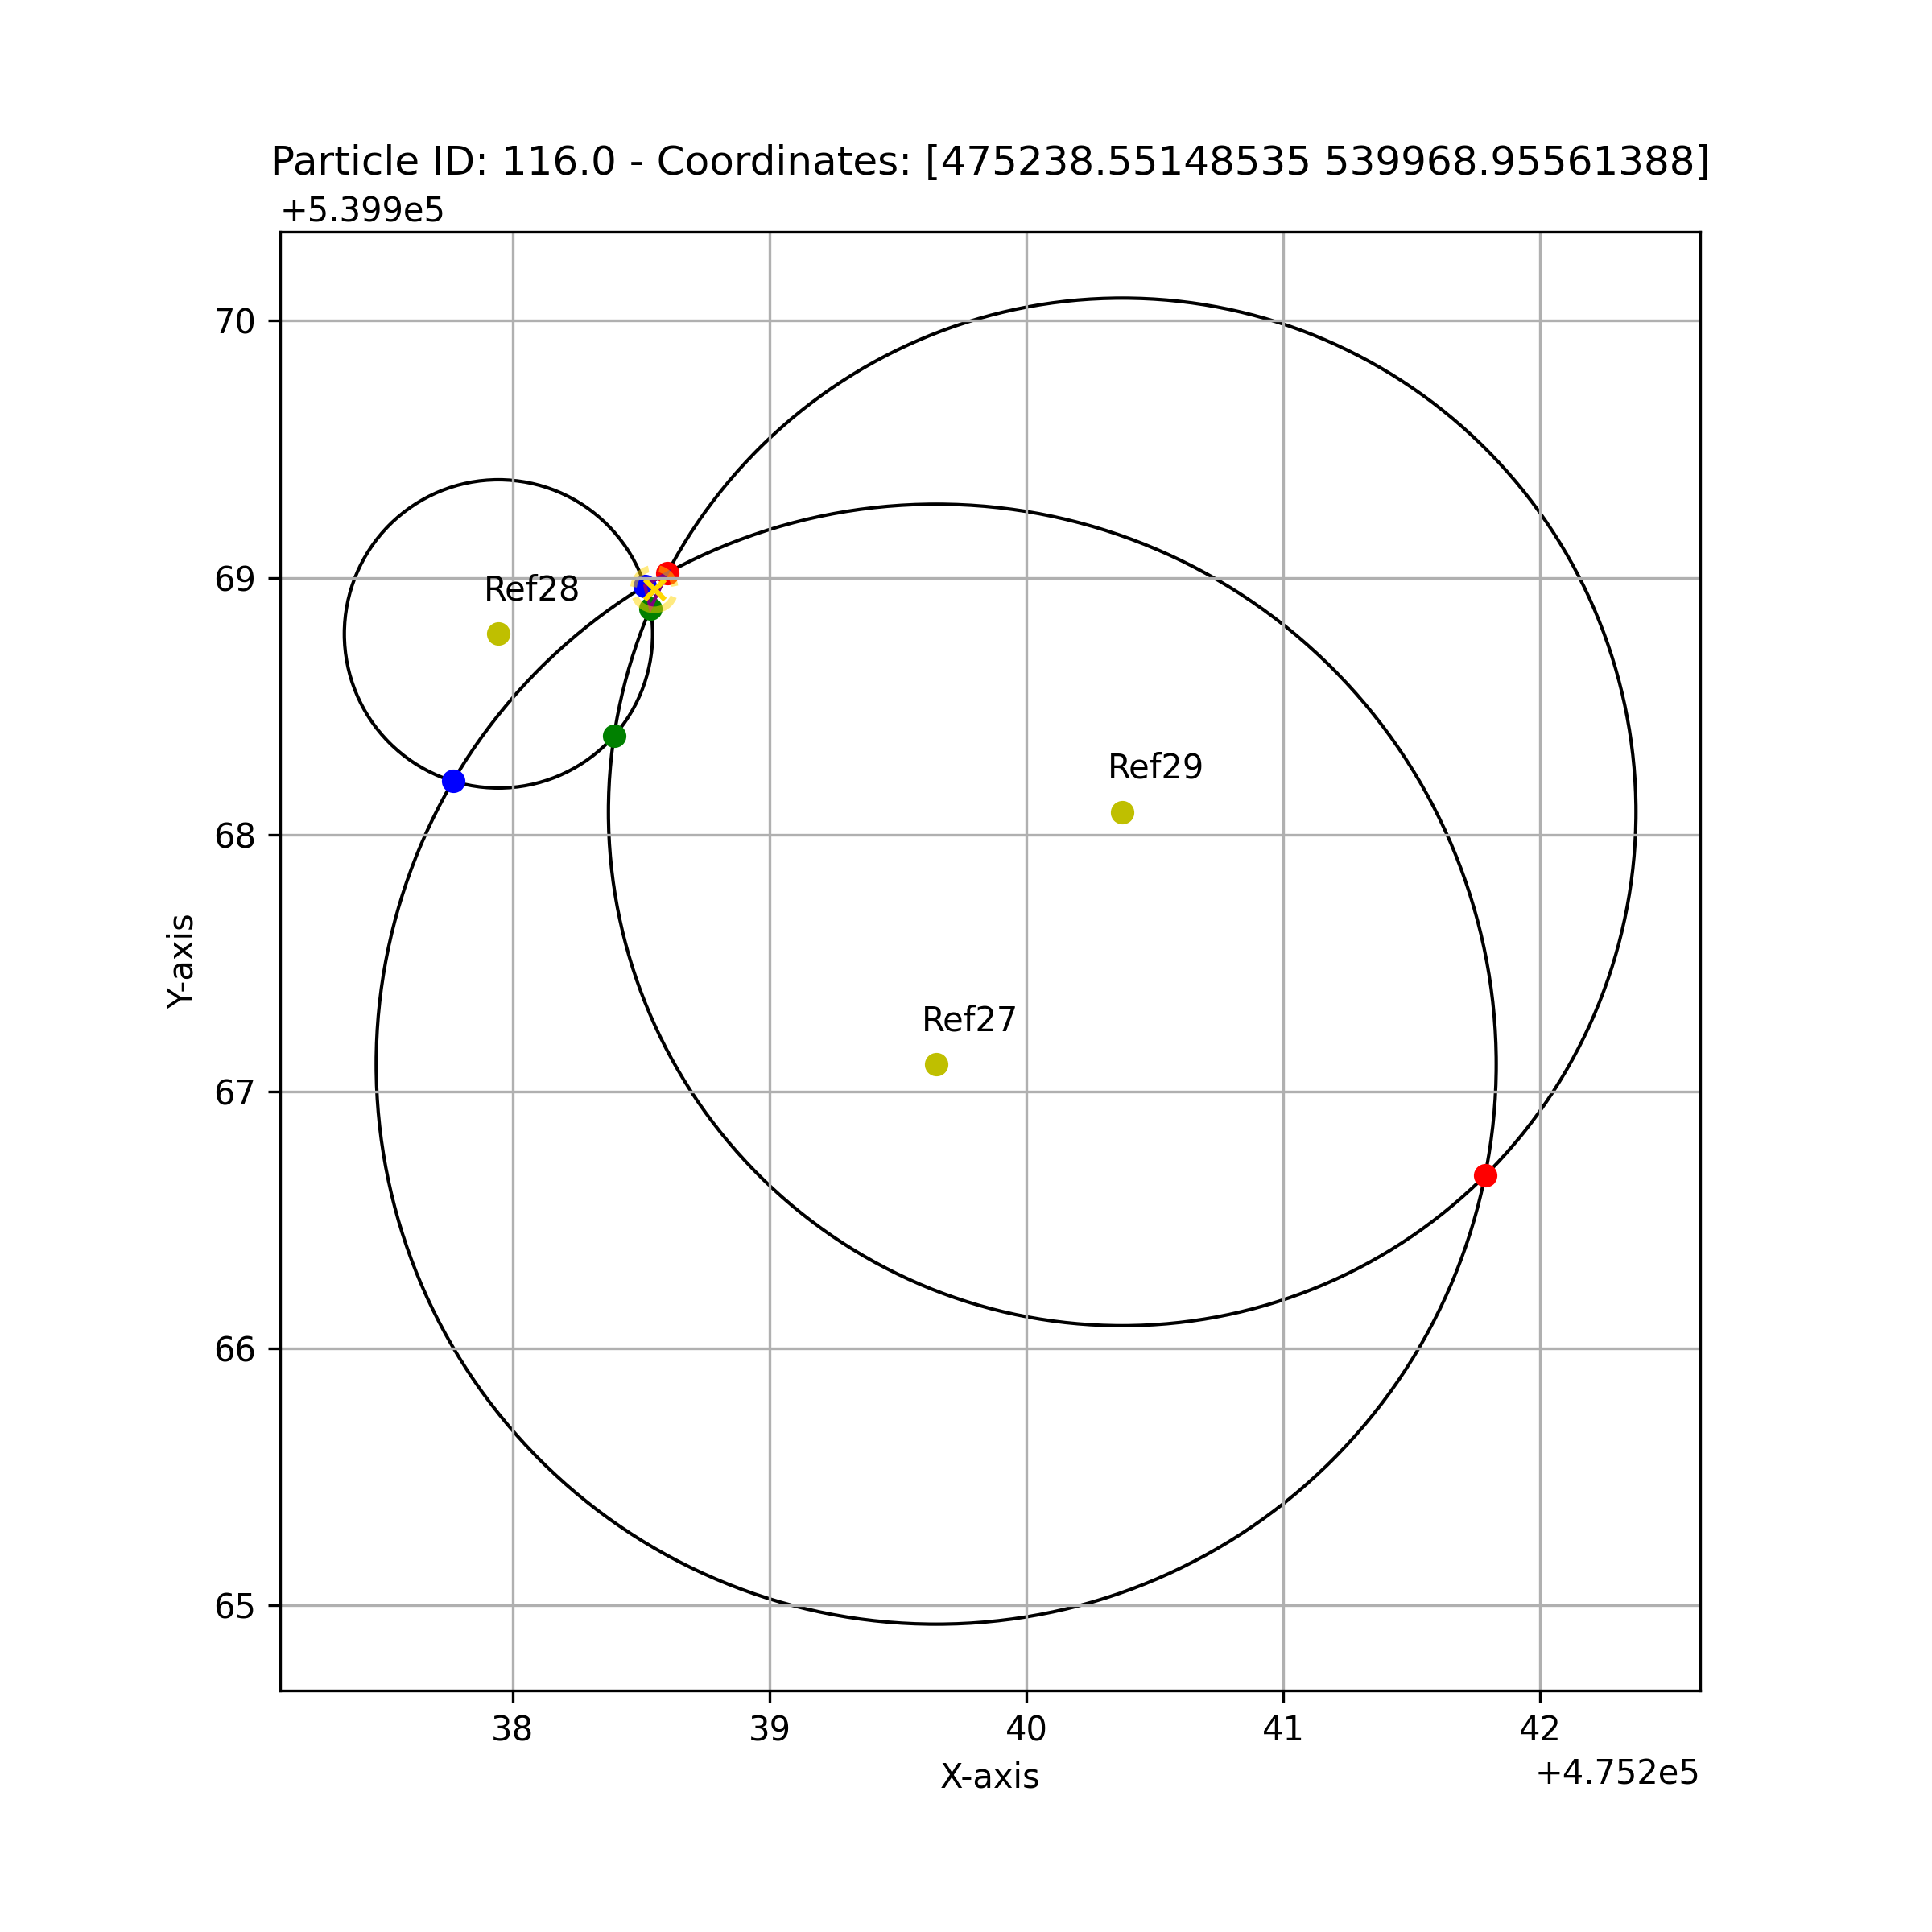 Particle ID: 116.0 - Coordinates: [475238.55148535 539968.95561388]
+5.399e5
70
69
68
67
66
65
Y-axis
Ref28
Ref29
Ref27
38 39 40 41 42
X-axis
+4.752e5